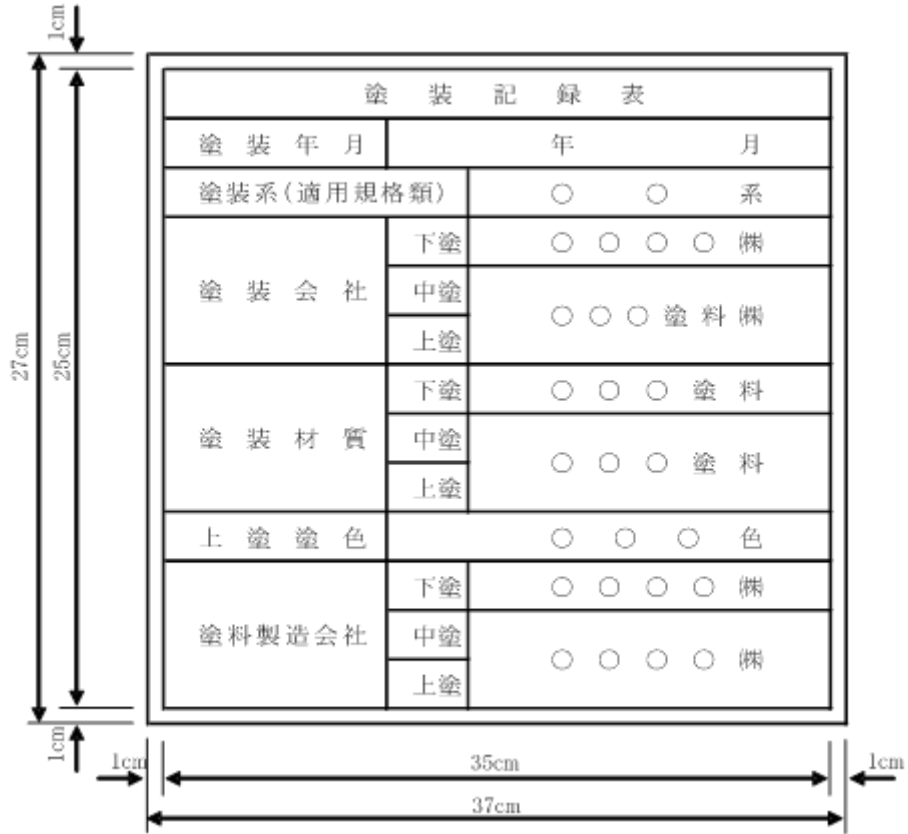 1cm
塗装記録表
塗装年月 年 月
塗装系(適用規格類) ○ ○ 系
下塗 ○ ○ ○ ○ ㈱
塗装会社 中塗 ○ ○ ○ 塗 料 ㈱
上塗
27cm
25cm
下塗 ○ ○ ○ 塗 料
塗装材質 中塗 ○ ○ ○ 塗 料
上塗
上塗塗色 ○ ○ ○ 色
下塗 ○ ○ ○ ○ ㈱
塗料製造会社 中塗 ○ ○ ○ ○ ㈱
上塗
1cm
1cm 35cm 1cm
37cm